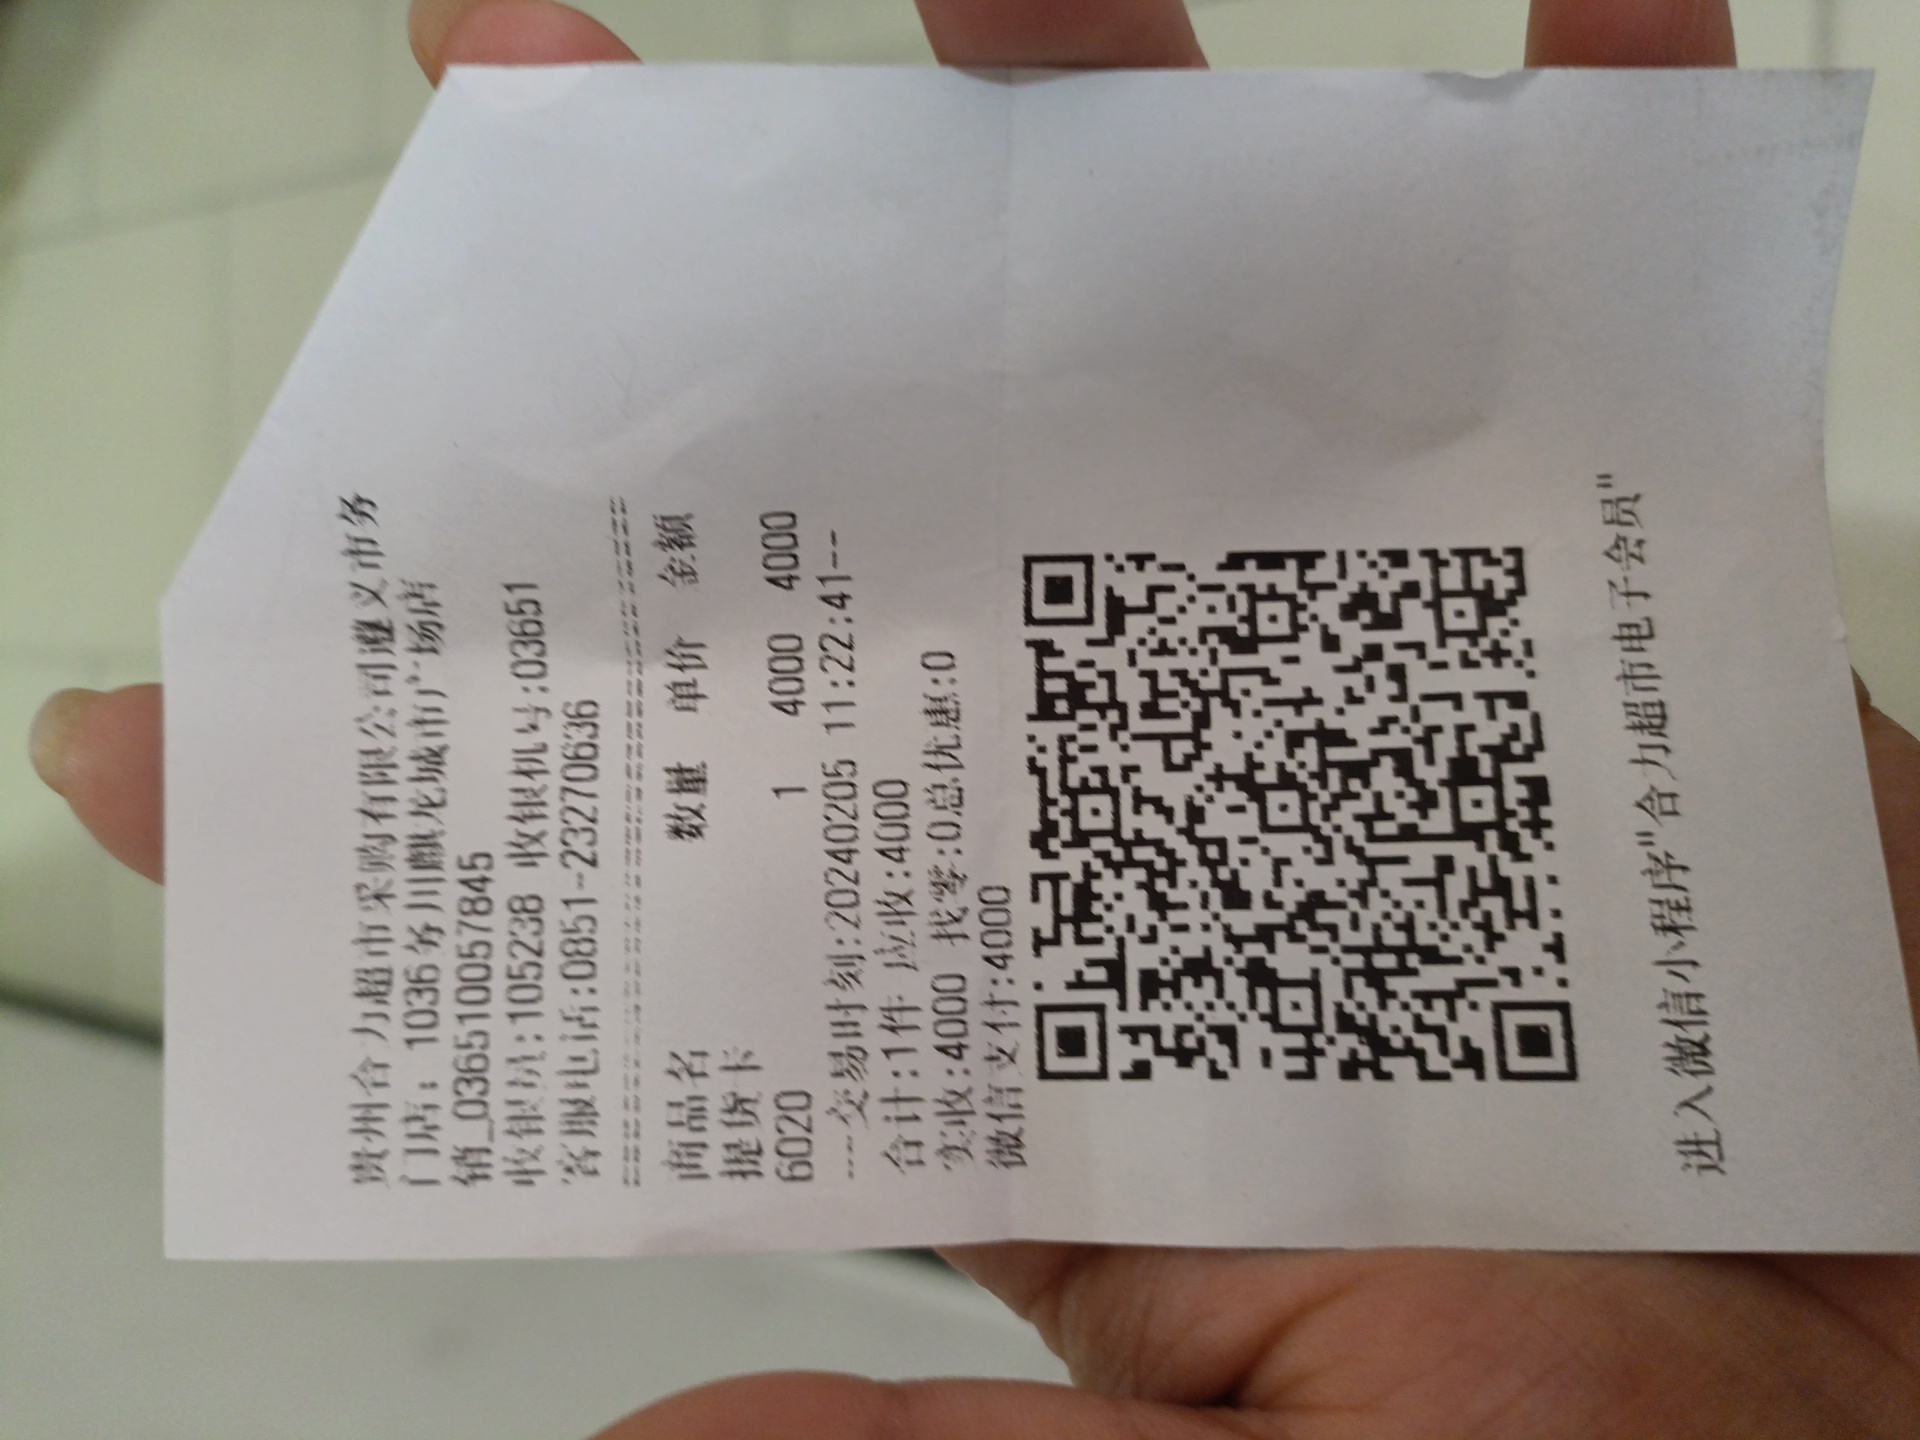 贵州合力超市采购有限公司遵义市务
门店: 1036务川麒龙城市广场店
销_036510057845
收银员:105238 收银机号:03651
客服电话:0851-23270636
商品名 数量 单价 金额
提货卡
6020 1 4000 4000
----交易时刻:20240205 11:22:41--
合计:1件 应收:4000
实收:4000 找零:0总优惠:0
微信支付:4000
进入微信小程序"合力超市电子会员"